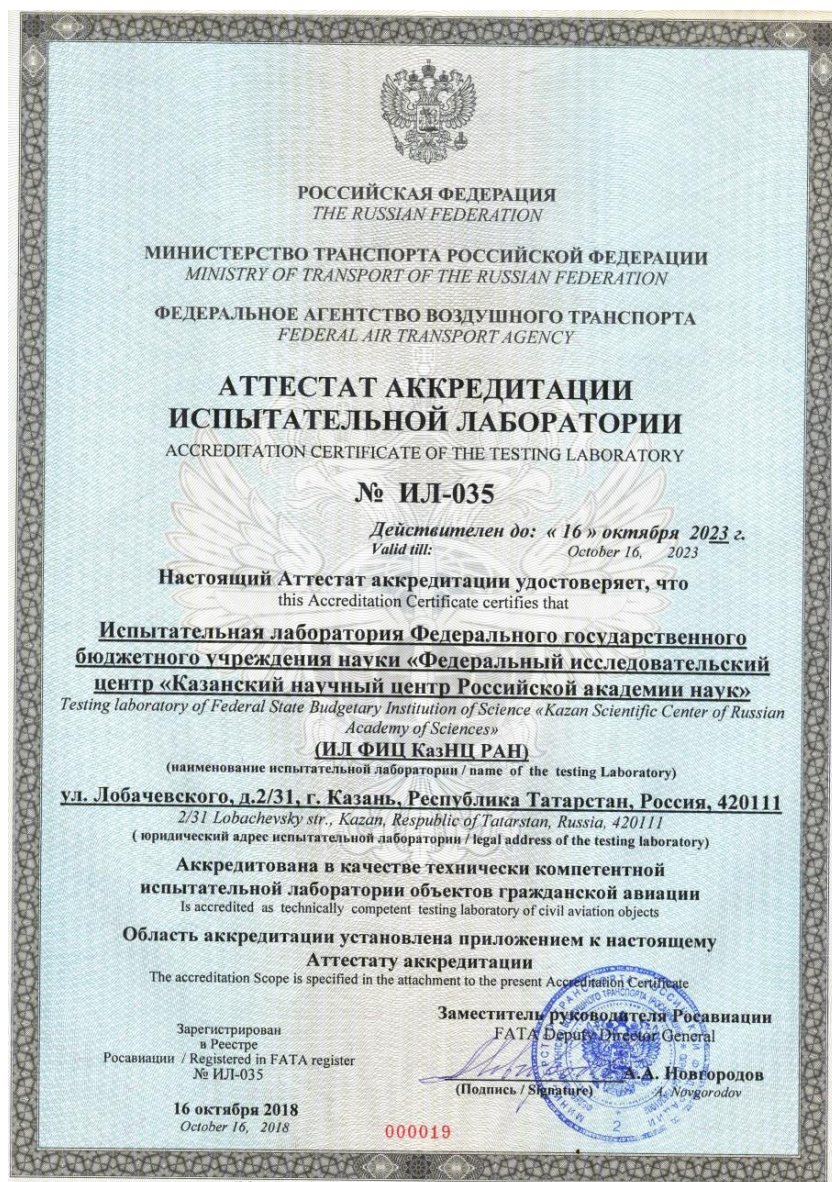 РОССИЙСКАЯ ФЕДЕРАЦИЯ
THE RUSSIAN FEDERATION
МИНИСТЕРСТВО ТРАНСПОРТА РОССИЙСКОЙ ФЕДЕРАЦИИ
MINISTRY OF TRANSPORT OF THE RUSSIAN FEDERATION
ФЕДЕРАЛЬНОЕ АГЕНТСТВО ВОЗДУШНОГО ТРАНСПОРТА
FEDERAL AIR TRANSPORT AGENCY
АТТЕСТАТ АККРЕДИТАЦИИ
ИСПЫТАТЕЛЬНОЙ ЛАБОРАТОРИИ
ACCREDITATION CERTIFICATE OF THE TESTING LABORATORY
№ ИЛ-035
Действителен до: « 16 » октября 2023 г.
Valid till: October 16, 2023
Настоящий Аттестат аккредитации удостоверяет, что
this Accreditation Certificate certifies that
Испытательная лаборатория Федерального государственного
бюджетного учреждения науки «Федеральный исследовательский
центр «Казанский научный центр Российской академии наук»
Testing laboratory of Federal State Budgetary Institution of Science «Kazan Scientific Center of Russian
Academy of Sciences»
(ИЛ ФИЦ КазНЦ РАН)
(наименование испытательной лаборатории / name of the testing Laboratory)
ул. Лобачевского, д.2/31, г. Казань, Республика Татарстан, Россия, 420111
2/31 Lobachevsky str., Kazan, Respublic of Tatarstan, Russia, 420111
( юридический адрес испытательной лаборатории / legal address of the testing laboratory)
Аккредитована в качестве технически компетентной
испытательной лаборатории объектов гражданской авиации
Is accredited as technically competent testing laboratory of civil aviation objects
Область аккредитации установлена приложением к настоящему
Аттестату аккредитации
The accreditation Scope is specified in the attachment to the present Accreditation Certificate
Заместитель руководителя Росавиации
FATA Deputy Director General
Зарегистрирован
в Реестре
Росавиации / Registered in FATA register
№ ИЛ-035
А.А. Новгородов
(Подпись / Signature) A. Novgorodov
16 октября 2018
October 16, 2018
000019
2